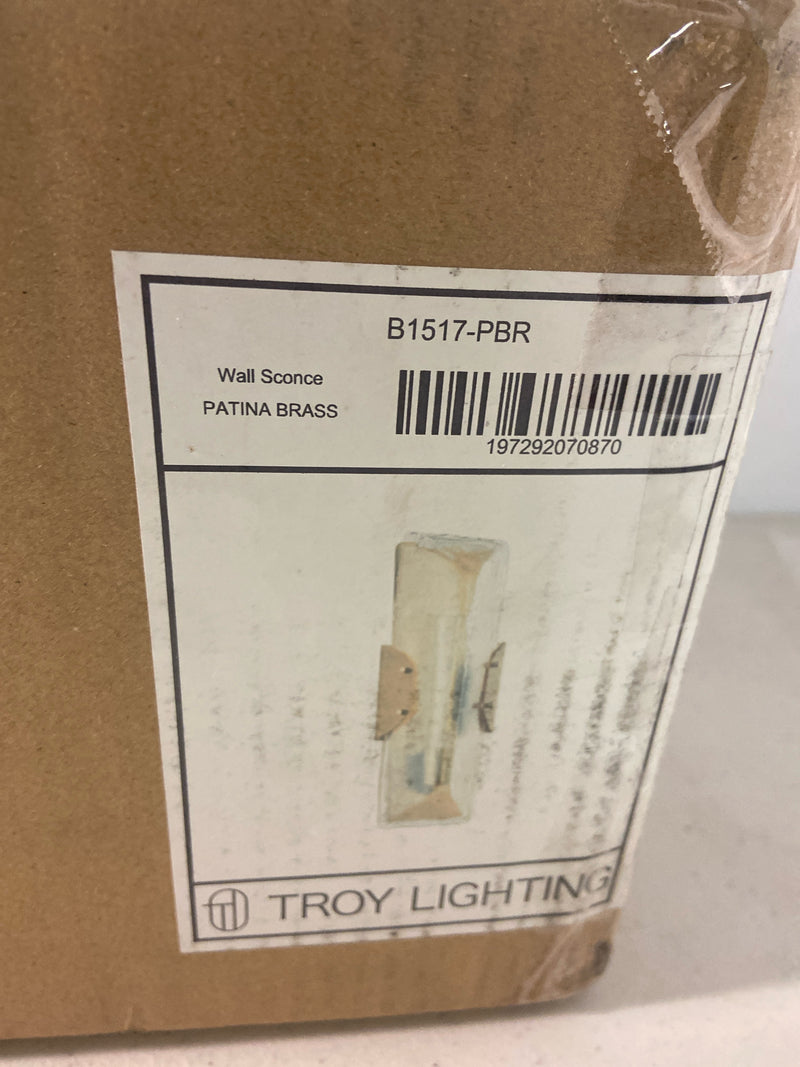 B1517-PBR
Wall Sconce
PATINA BRASS
197292070870
TROY LIGHTING